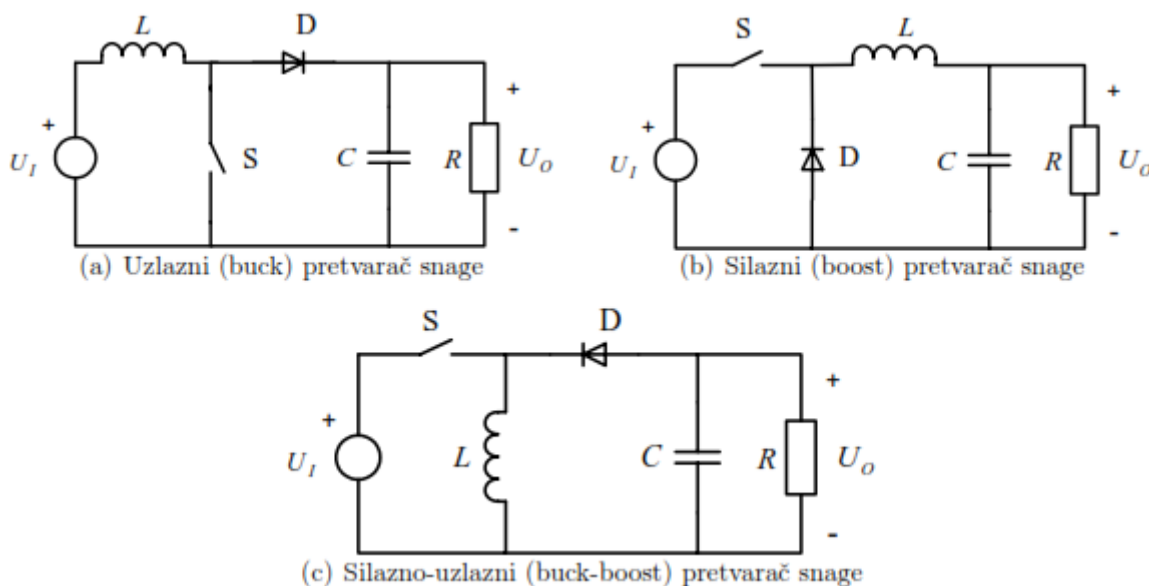 L
D
+
U_I
S
C
R
+
U_O
-
(a) Uzlazni (buck) pretvarač snage
S
L
+
U_I
D
C
R
+
U_O
-
(b) Silazni (boost) pretvarač snage
S
D
+
U_I
L
C
R
+
U_O
-
(c) Silazno-uzlazni (buck-boost) pretvarač snage